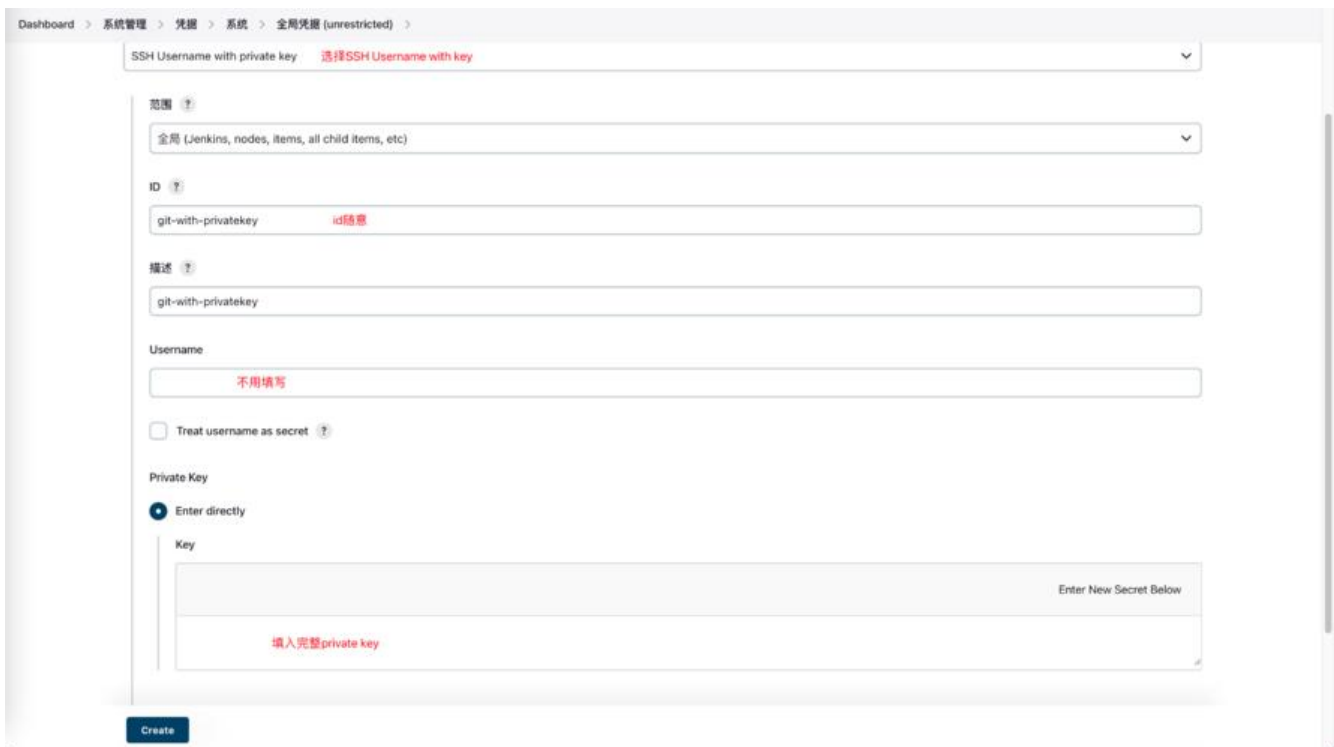 Dashboard > 系统管理 > 凭据 > 系统 > 全局凭据 (unrestricted) >
SSH Username with private key 选择SSH Username with key
范围 ?
全局 (Jenkins, nodes, items, all child items, etc)
ID ?
git-with-privatekey id随意
描述 ?
git-with-privatekey
Username
不用填写
Treat username as secret ?
Private Key
Enter directly
Key
Enter New Secret Below
填入完整private key
Create